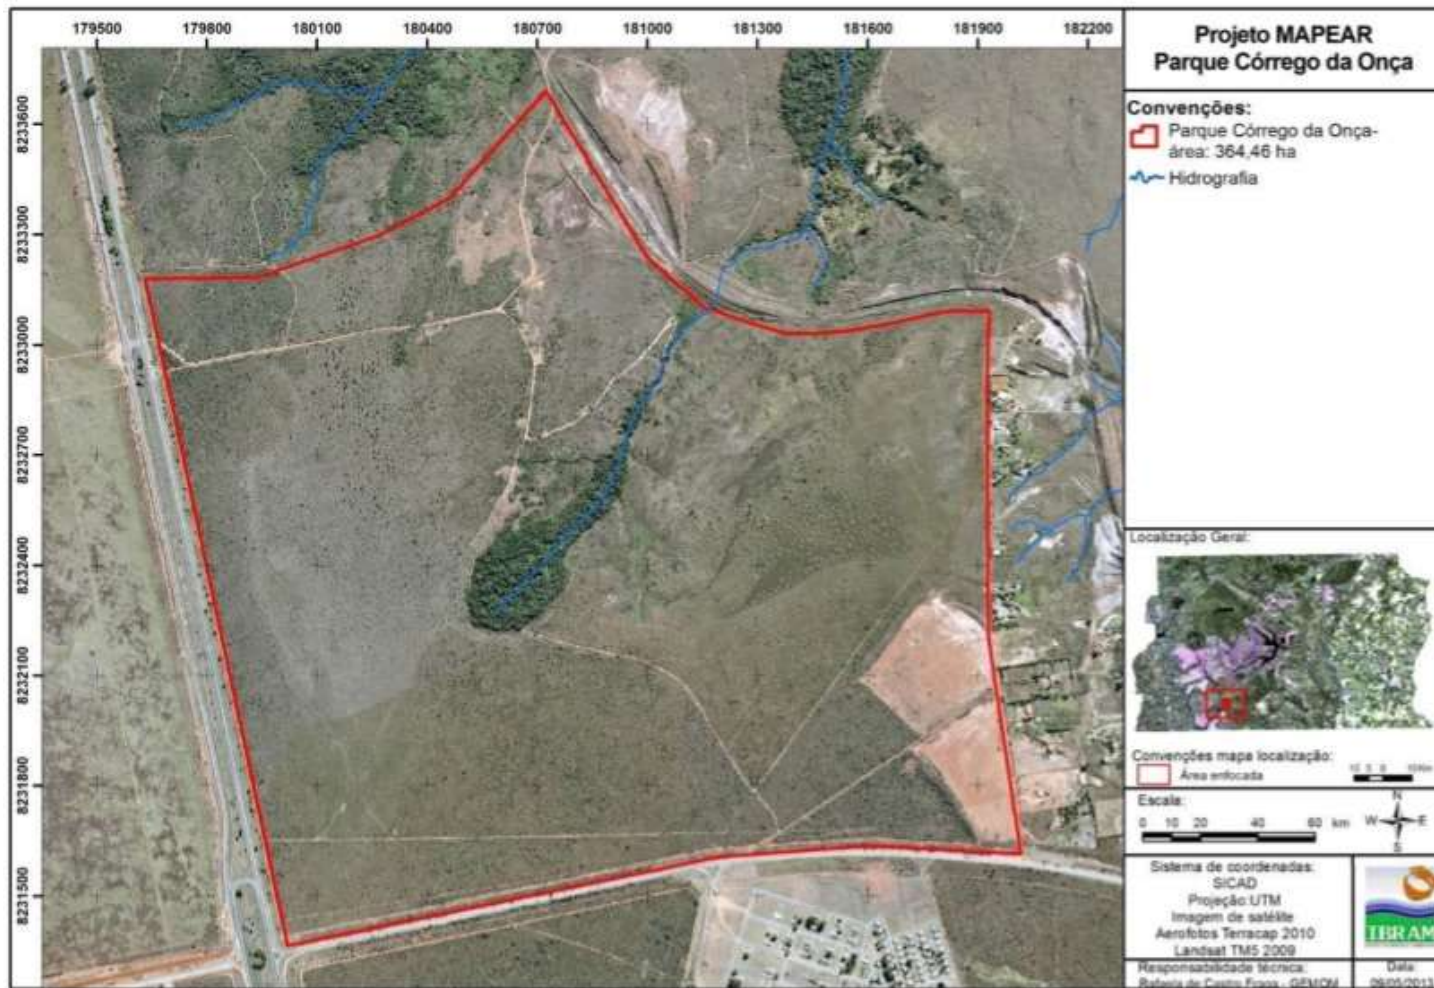 179500 179800 180100 180400 180700 181000 181300 181600 181900 182200
8233600
8233300
8233000
8232700
8232400
8232100
8231800
8231500
Projeto MAPEAR
Parque Córrego da Onça
Convenções:
Parque Córrego da Onça-
área: 364,46 ha
Hidrografia
Localização Geral:
Convenções mapa localização:
Área enfocada
Escala:
0 10 20 40 60 km
N
W E
S
Sistema de coordenadas:
SICAD
Projeção:UTM
Imagem de satélite
Aerofotos Terracap 2010
Landsat TM5 2009
IBRAM
Responsabilidade técnica:
Data: